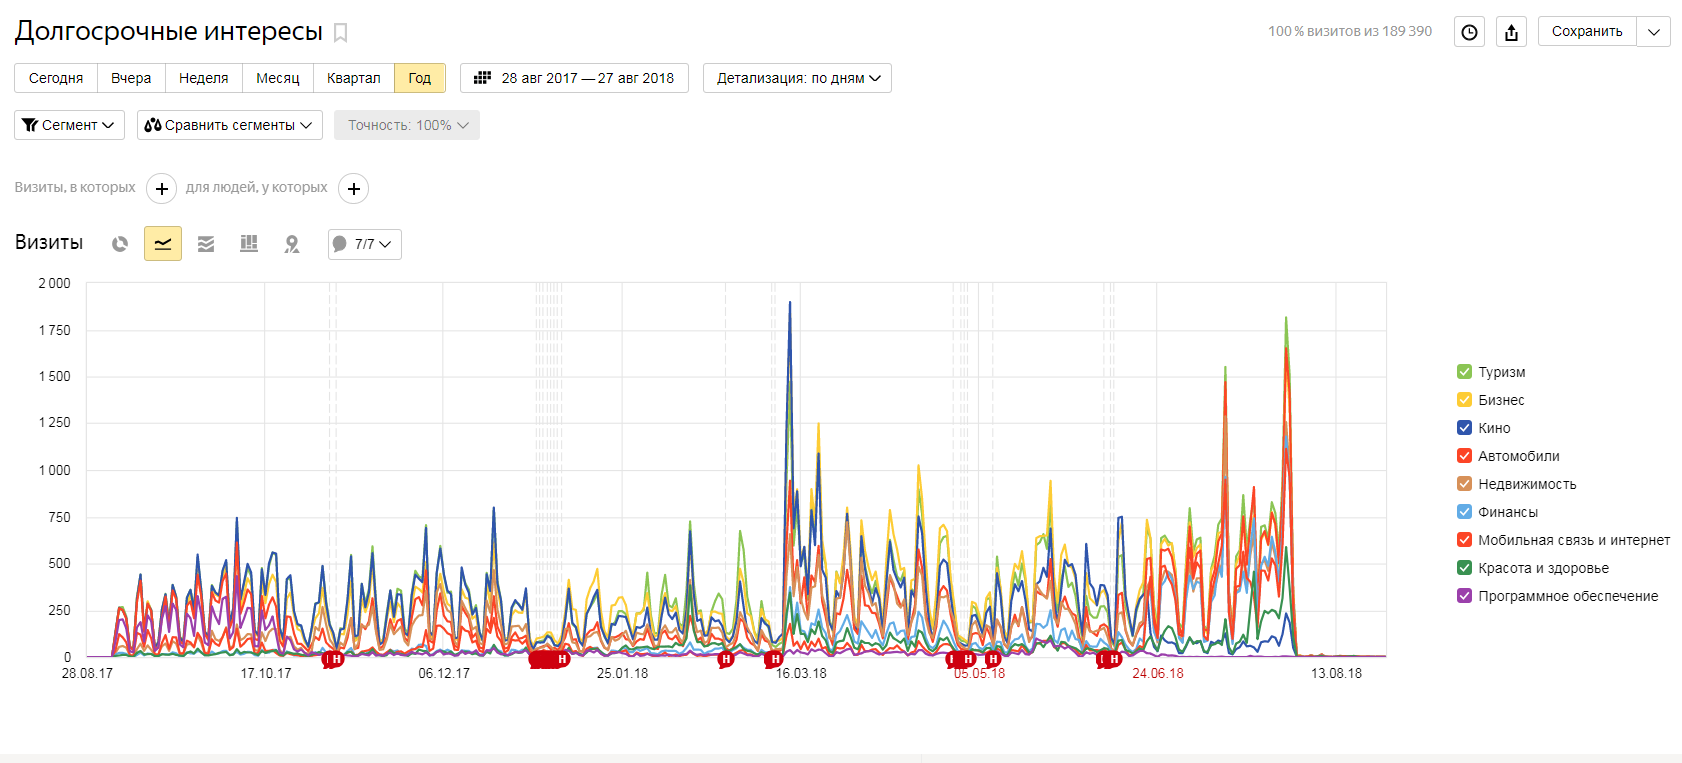 Долгосрочные интересы
100 % визитов из 189 390
Сохранить
Сегодня Вчера Неделя Месяц Квартал Год 28 авг 2017 — 27 авг 2018 Детализация: по дням
Сегмент Сравнить сегменты Точность: 100%
Визиты, в которых + для людей, у которых +
Визиты 7/7
2 000
1 750
1 500
1 250
1 000
750
500
250
0
Н Н Н Н Н Н Н
28.08.17 17.10.17 06.12.17 25.01.18 16.03.18 05.05.18 24.06.18 13.08.18
Туризм
Бизнес
Кино
Автомобили
Недвижимость
Финансы
Мобильная связь и интернет
Красота и здоровье
Программное обеспечение